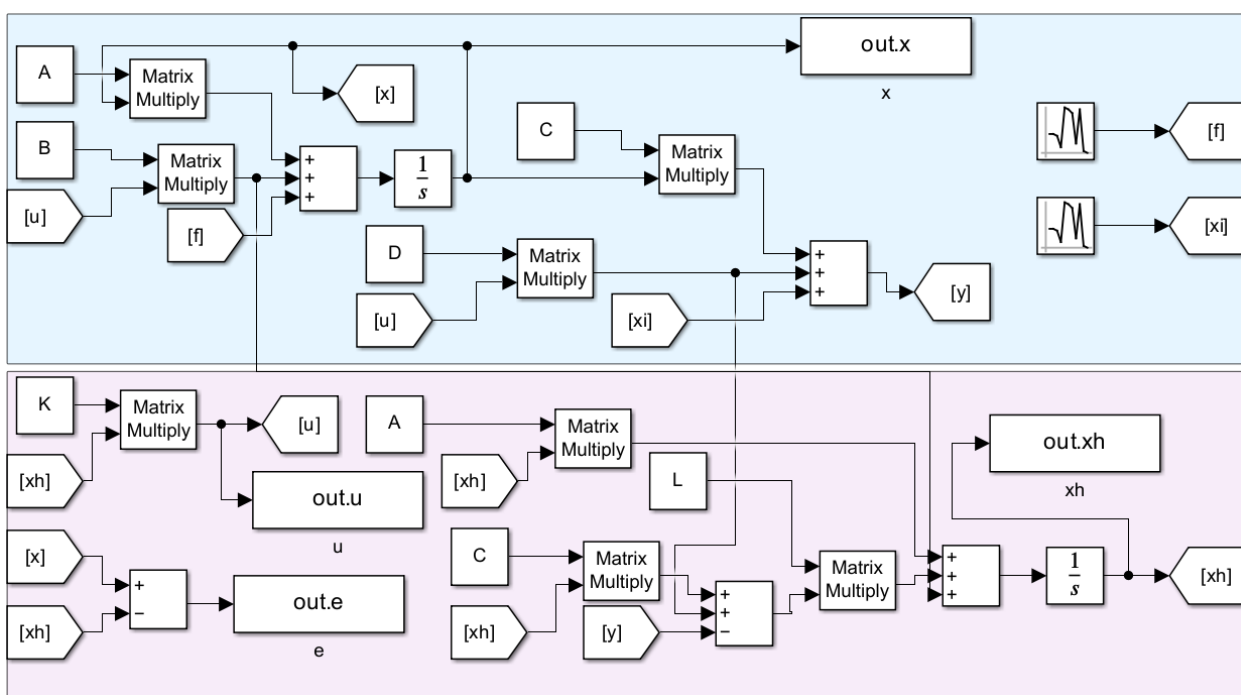 A
Matrix
Multiply
[x]
out.x
x
B
Matrix
Multiply
[u]
[f]
+
+
+
1
s
C
Matrix
Multiply
[f]
[xi]
D
Matrix
Multiply
[u]
[xi]
+
+
+
[y]
K
Matrix
Multiply
[xh]
[u]
out.u
u
[x]
[xh]
+
−
out.e
e
A
Matrix
Multiply
[xh]
L
C
Matrix
Multiply
[xh]
[y]
+
+
−
Matrix
Multiply
+
+
+
1
s
out.xh
xh
[xh]